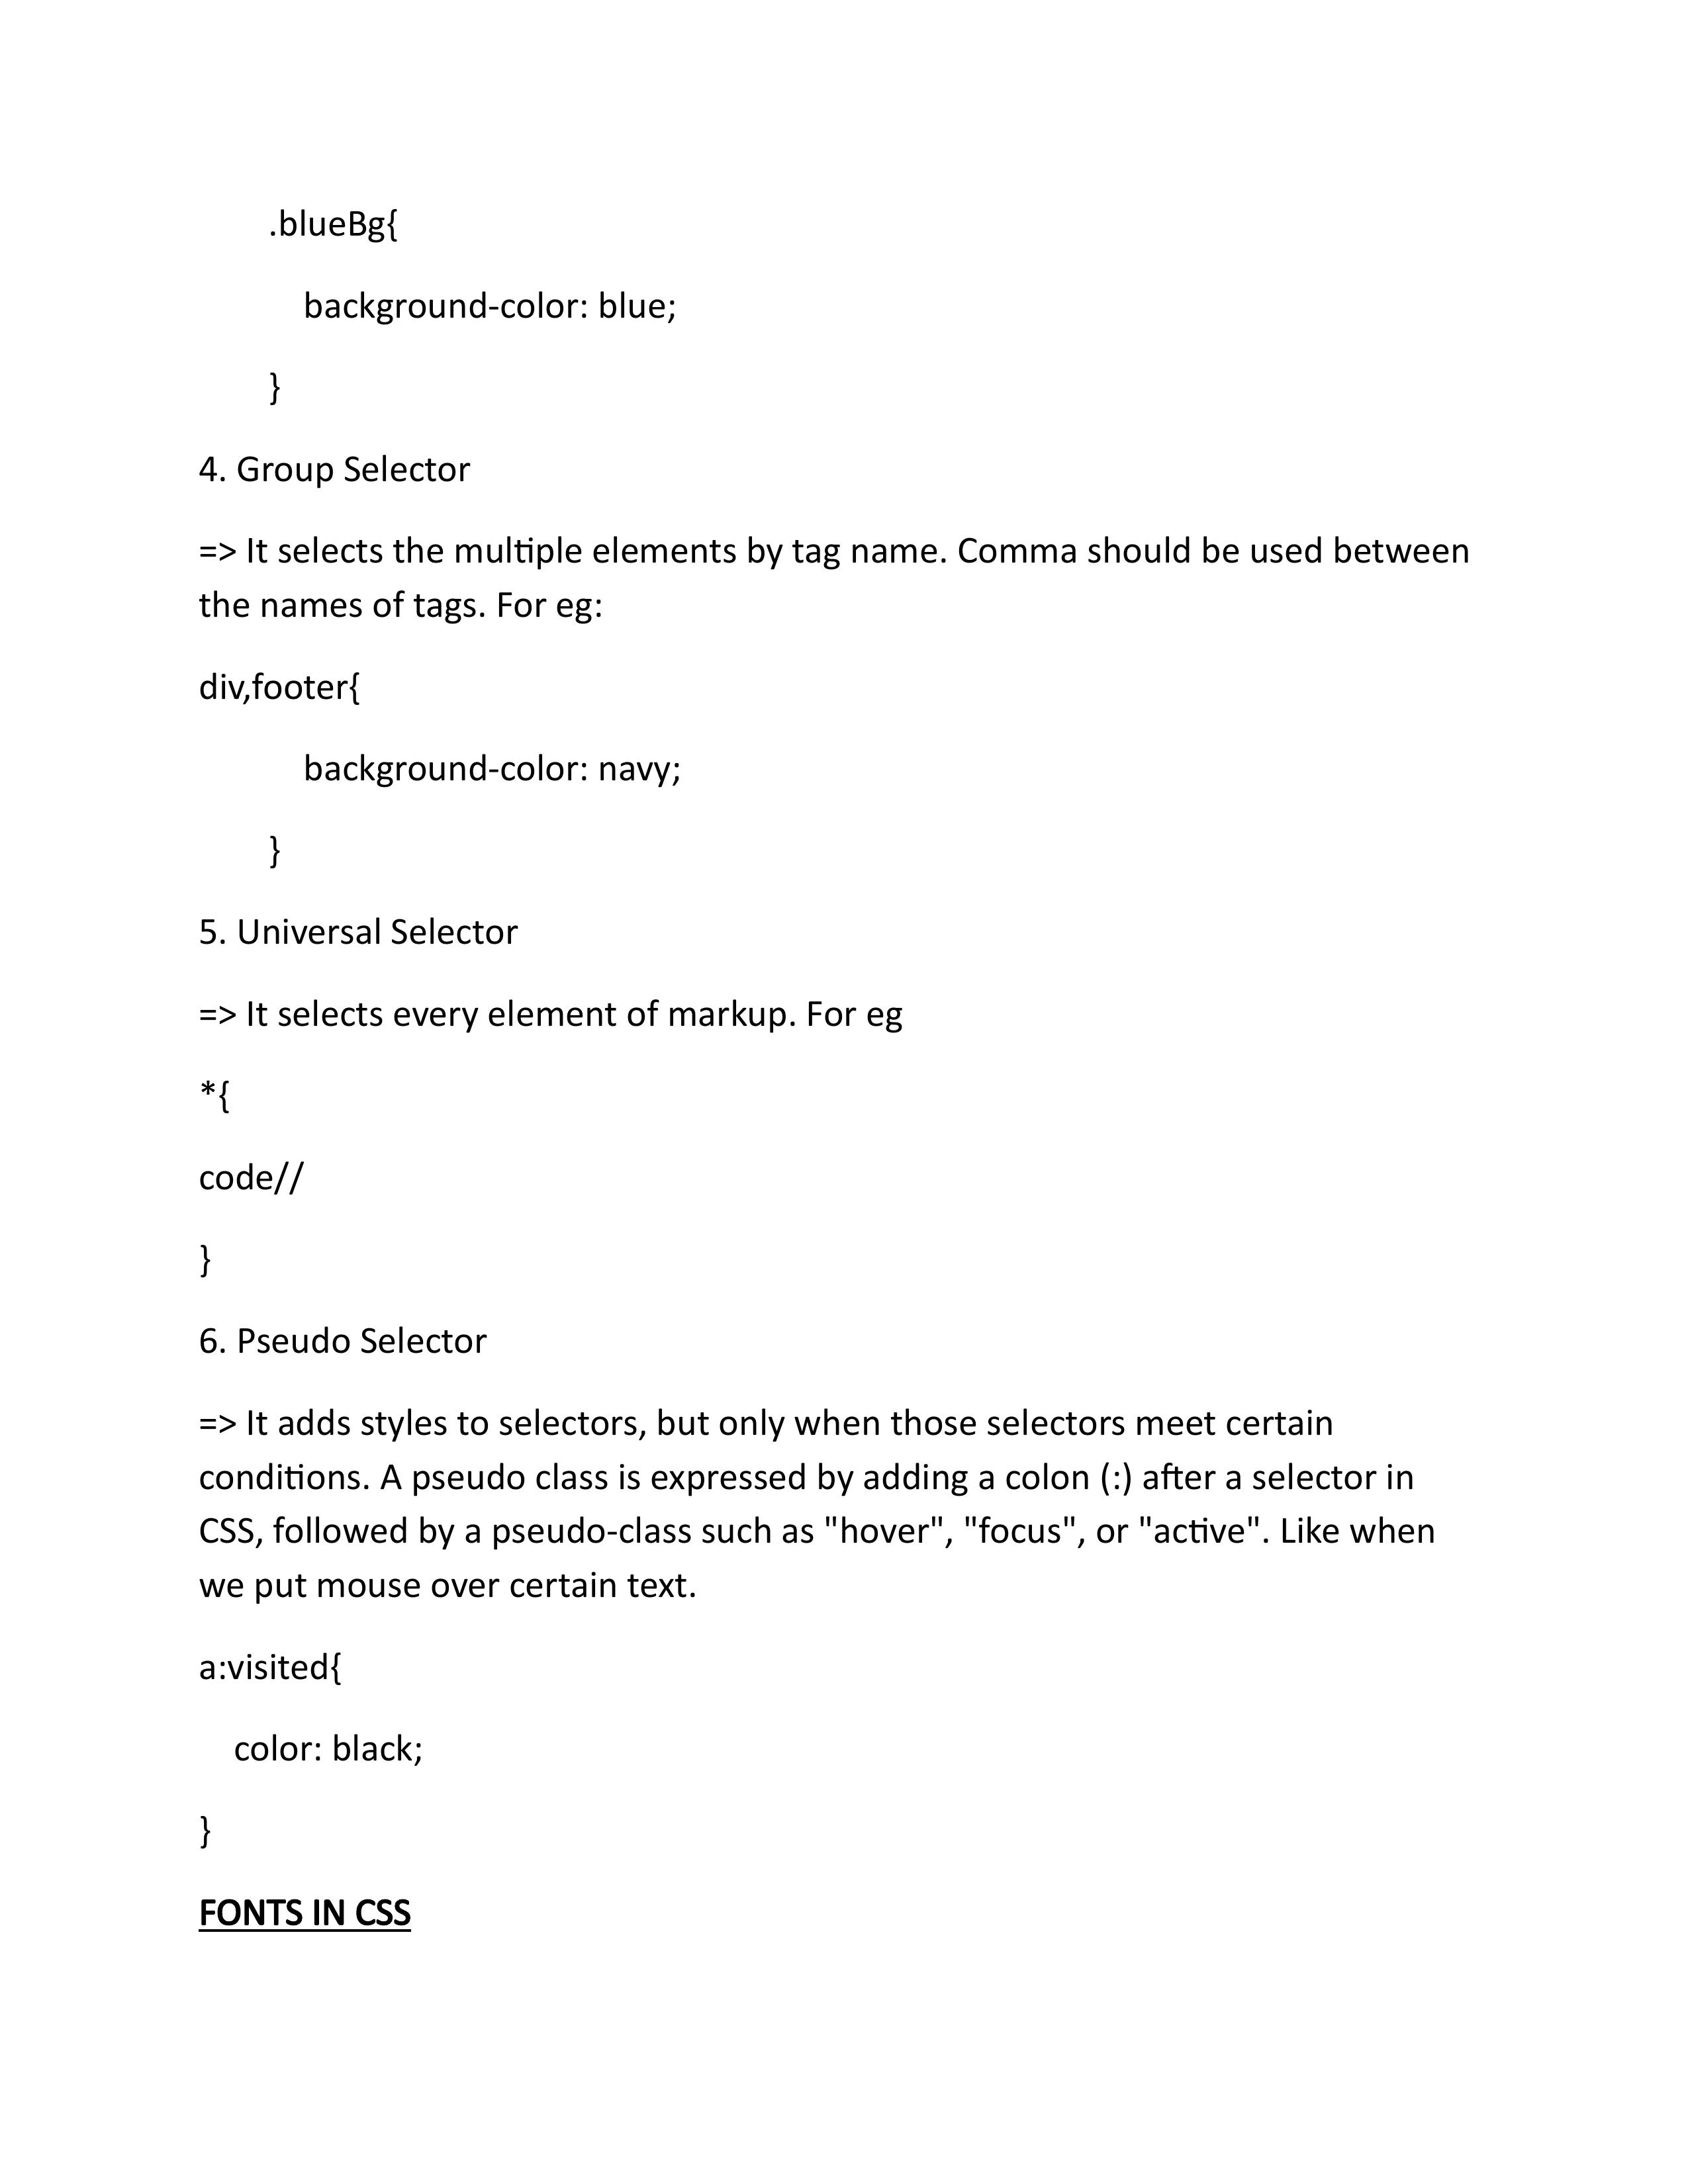 .blueBg{
background-color: blue;
}
4. Group Selector
=> It selects the multiple elements by tag name. Comma should be used between
the names of tags. For eg:
div,footer{
background-color: navy;
}
5. Universal Selector
=> It selects every element of markup. For eg
*{
code//
}
6. Pseudo Selector
=> It adds styles to selectors, but only when those selectors meet certain
conditions. A pseudo class is expressed by adding a colon (:) after a selector in
CSS, followed by a pseudo-class such as "hover", "focus", or "active". Like when
we put mouse over certain text.
a:visited{
color: black;
}
FONTS IN CSS